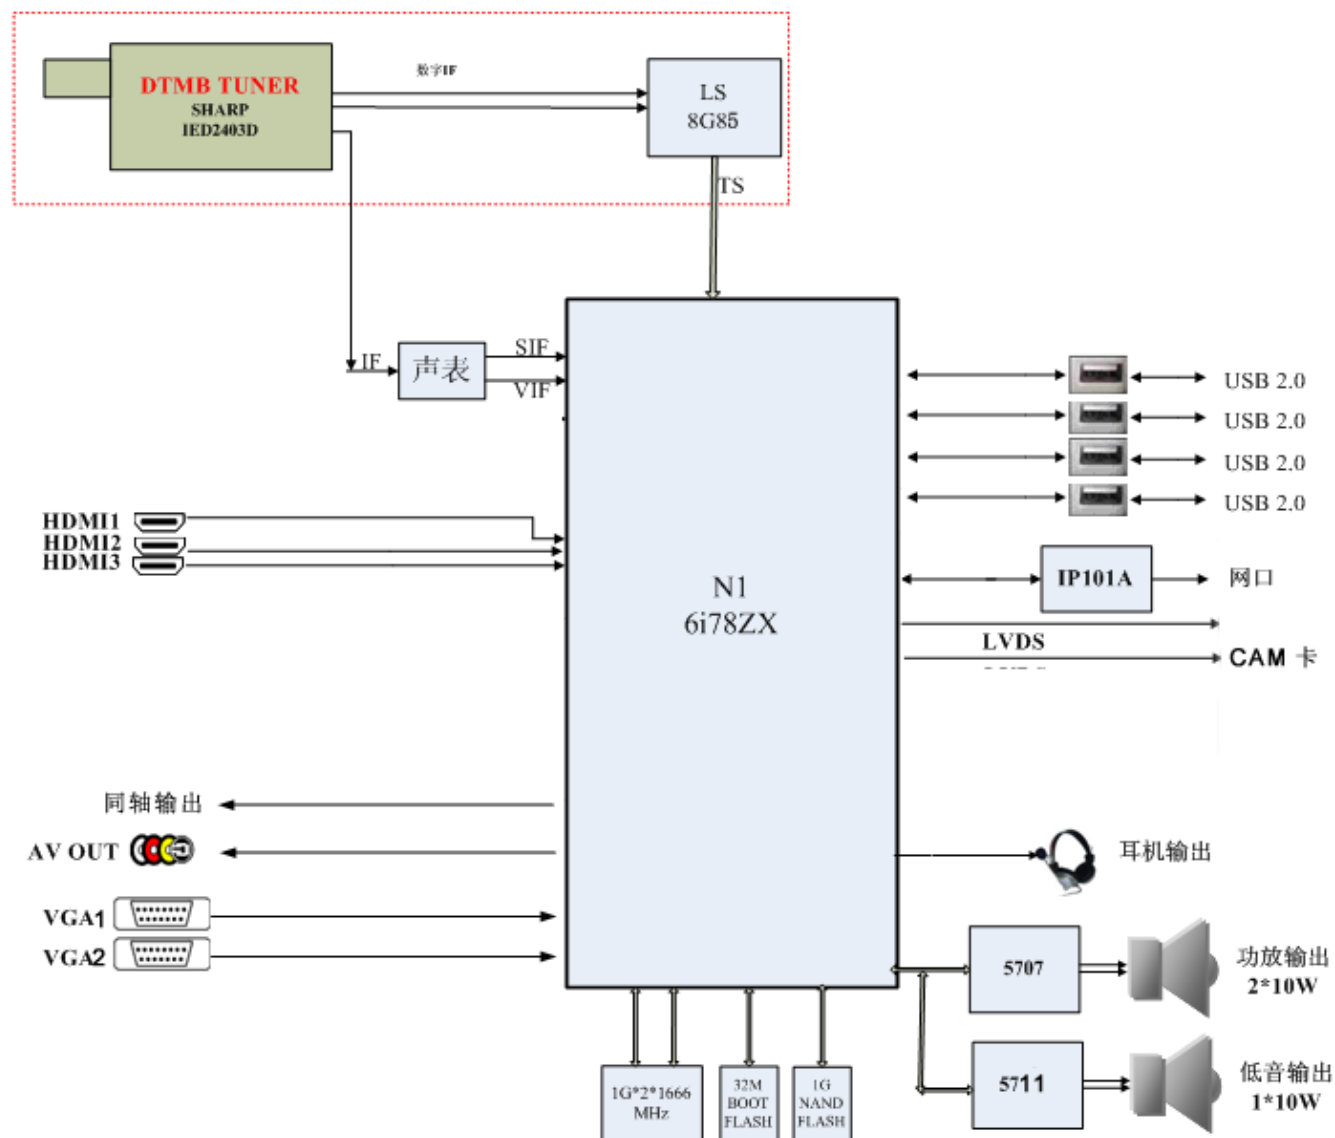 DTMB TUNER
SHARP
IED2403D
数字IF
LS
8G85
TS
IF
声表
SIF
VIF
USB 2.0
USB 2.0
USB 2.0
USB 2.0
HDMI1
HDMI2
HDMI3
N1
6i78ZX
IP101A
网口
LVDS
CAM 卡
同轴输出
AV OUT
耳机输出
VGA1
VGA2
5707
功放输出
2*10W
5711
低音输出
1*10W
1G*2*1666
MHz
32M
BOOT
FLASH
1G
NAND
FLASH